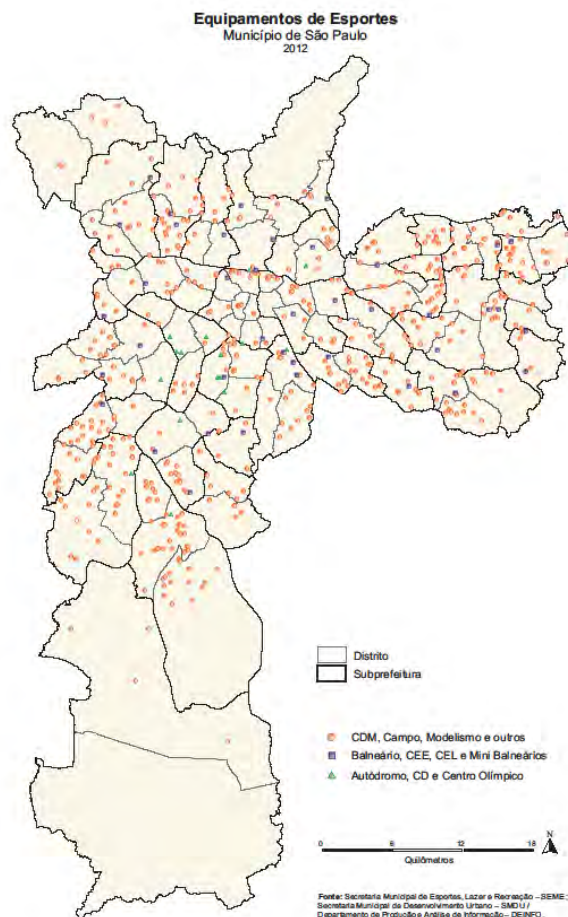 Equipamentos de Esportes
Município de São Paulo
2012
Distrito
Subprefeitura
CDM, Campo, Modelismo e outros
Balneário, CEE, CEL e Mini Balneários
Autódromo, CD e Centro Olímpico
0 6 12 18
N
Quilômetros
Fonte: Secretaria Municipal de Esportes, Lazer e Recreação – SEME;
Secretaria Municipal de Desenvolvimento Urbano – SMDU /
Departamento de Produção e Análise de Informação – DEINFO.